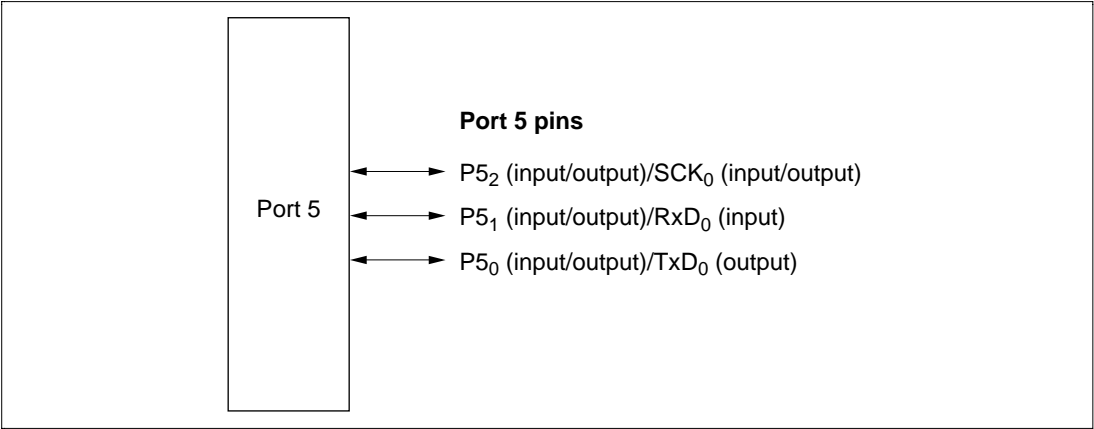 Port 5 pins
P5₂ (input/output)/SCK₀ (input/output)
Port 5
P5₁ (input/output)/RxD₀ (input)
P5₀ (input/output)/TxD₀ (output)